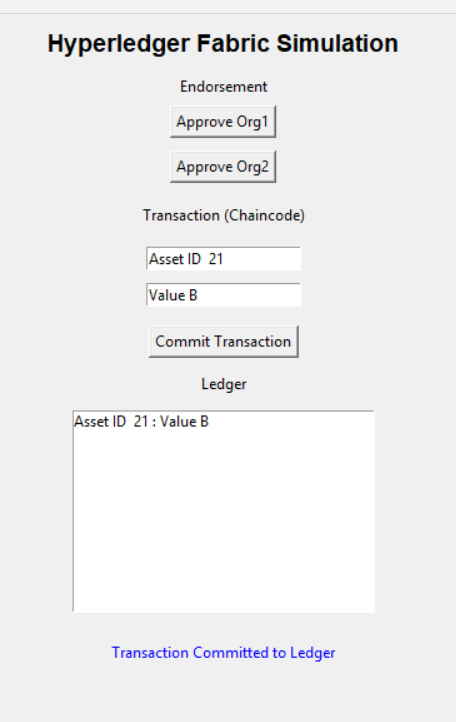 Hyperledger Fabric Simulation
Endorsement
Approve Org1
Approve Org2
Transaction (Chaincode)
Asset ID  21
Value B
Commit Transaction
Ledger
Asset ID  21 : Value B
Transaction Committed to Ledger